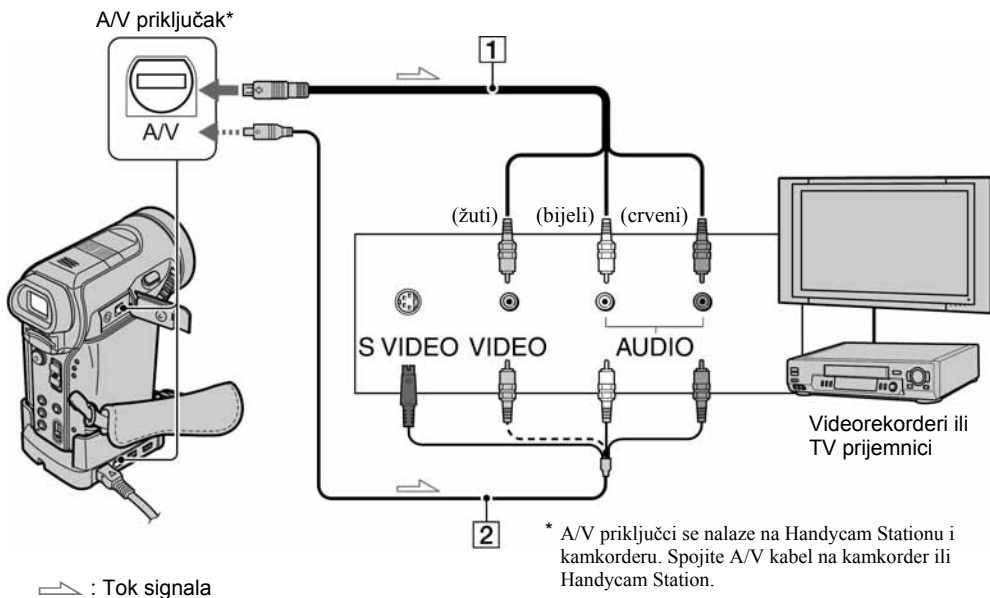 A/V priključak*
1
A/V
(žuti) (bijeli) (crveni)
S VIDEO VIDEO AUDIO
Videorekorderi ili
TV prijemnici
2
* A/V priključci se nalaze na Handycam Stationu i
kamkorderu. Spojite A/V kabel na kamkorder ili
Handycam Station.
: Tok signala